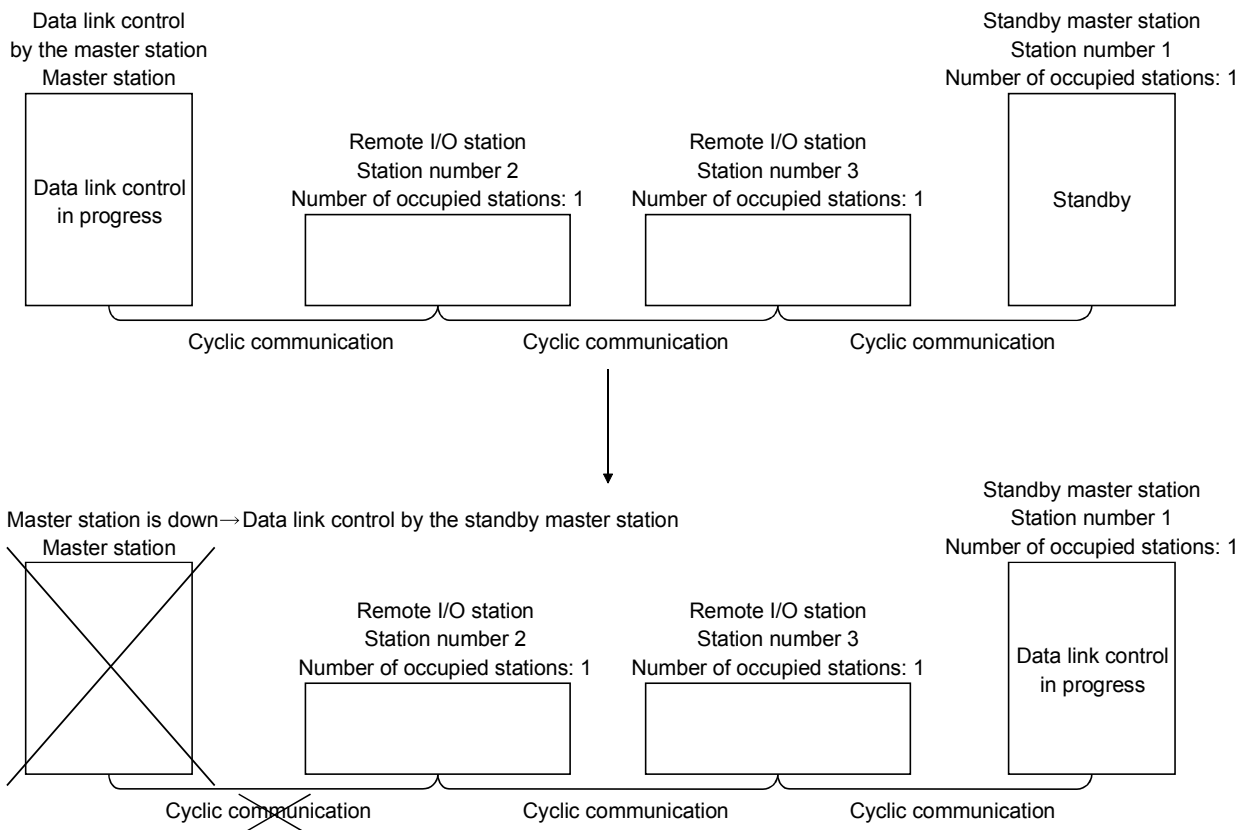 Data link control
by the master station
Master station
Standby master station
Station number 1
Number of occupied stations: 1
Data link control
in progress
Remote I/O station
Station number 2
Number of occupied stations: 1
Remote I/O station
Station number 3
Number of occupied stations: 1
Standby
Cyclic communication
Cyclic communication
Cyclic communication
Master station is down→Data link control by the standby master station
Master station
Standby master station
Station number 1
Number of occupied stations: 1
Remote I/O station
Station number 2
Number of occupied stations: 1
Remote I/O station
Station number 3
Number of occupied stations: 1
Data link control
in progress
Cyclic communication
Cyclic communication
Cyclic communication